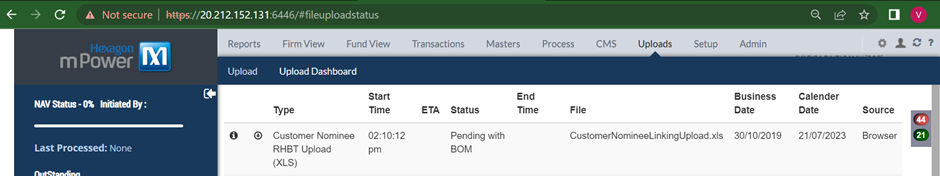 Not secure https://20.212.152.131:6446/#fileuploadstatus
V
Hexagon
mPower
Reports Firm View Fund View Transactions Masters Process CMS Uploads Setup Admin
Upload Upload Dashboard
NAV Status - 0% Initiated By :
Last Processed: None
OutStanding
Type Start Time ETA Status End Time File Business Date Calender Date Source
Customer Nominee RHBT Upload (XLS) 02:10:12 pm Pending with BOM CustomerNomineeLinkingUpload.xls 30/10/2019 21/07/2023 Browser
44
21